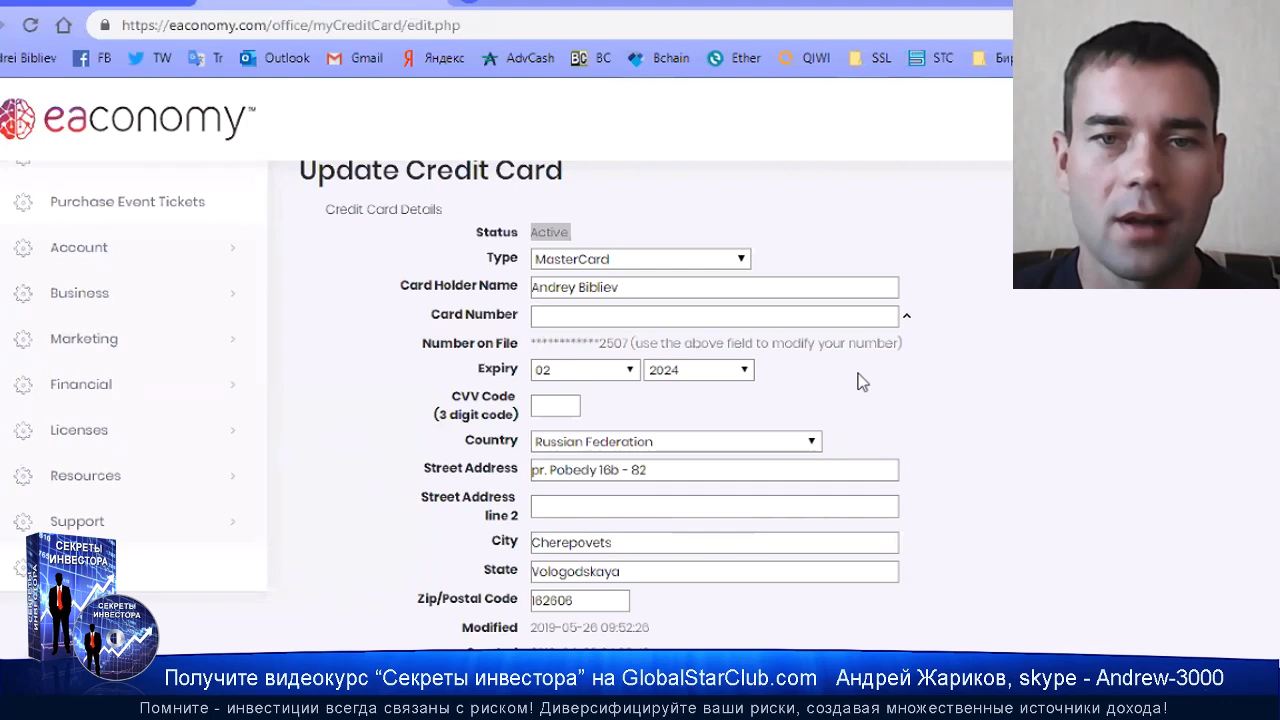 https://eaconomy.com/office/myCreditCard/edit.php
drei Bibliev FB TW Tr Outlook Gmail Яндекс AdvCash BC Bchain Ether QIWI SSL STC Бир
eaconomy™
Update Credit Card
Purchase Event Tickets
Account
Business
Marketing
Financial
Licenses
Resources
Support
Credit Card Details
Status Active
Type MasterCard
Card Holder Name Andrey Bibliev
Card Number
Number on File ************2507 (use the above field to modify your number)
Expiry 02 2024
CVV Code
(3 digit code)
Country Russian Federation
Street Address pr. Pobedy 16b - 82
Street Address
line 2
City Cherepovets
State Vologodskaya
Zip/Postal Code 162606
Modified 2019-05-26 09:52:26
СЕКРЕТЫ
ИНВЕСТОРА
СЕКРЕТЫ
ИНВЕСТОРА
Получите видеокурс “Секреты инвестора” на GlobalStarClub.com Андрей Жариков, skype - Andrew-3000
Помните - инвестиции всегда связаны с риском! Диверсифицируйте ваши риски, создавая множественные источники дохода!